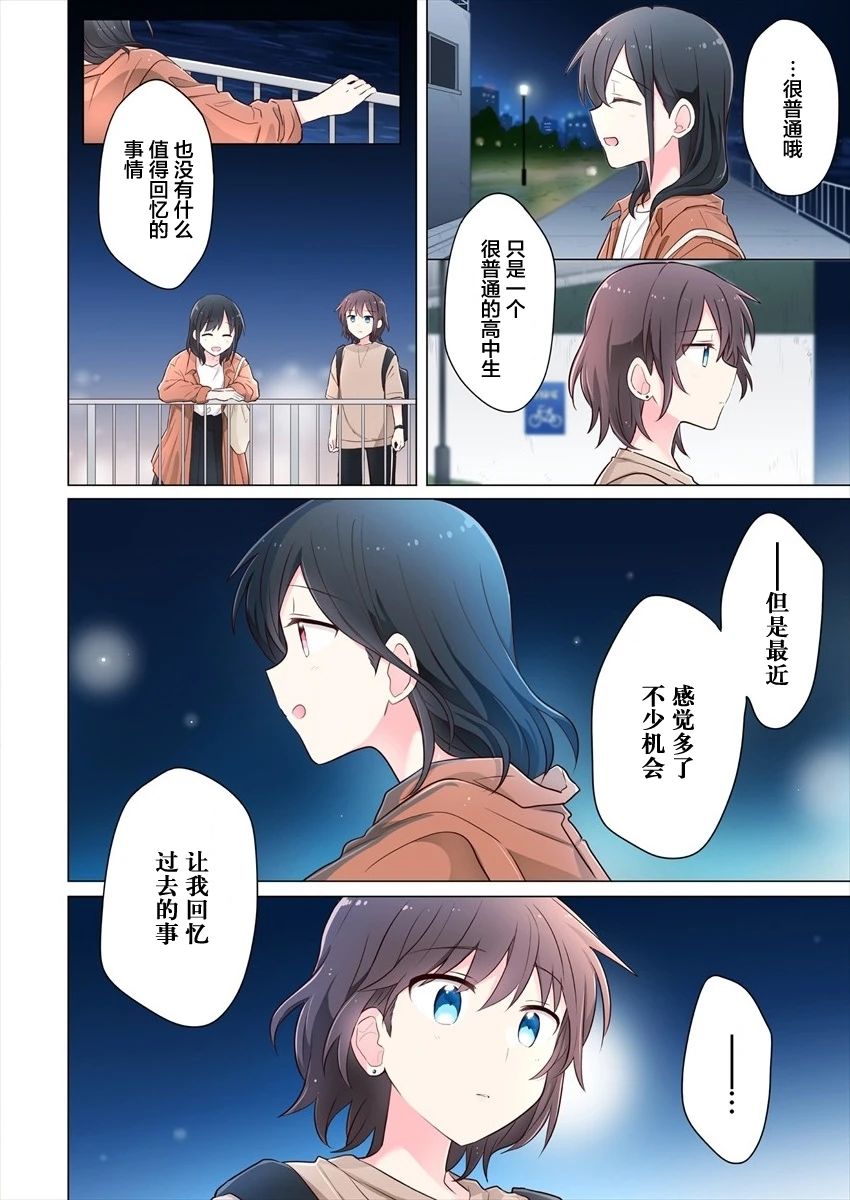 …很普通哦
只是一个
很普通的高中生
也没有什么
值得回忆的
事情
——但是最近
感觉多了
不少机会
让我回忆
过去的事
——…